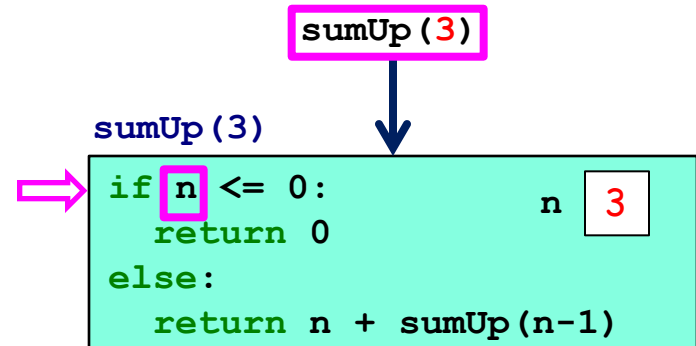 sumUp(3)
sumUp(3)
if n <= 0:
n 3
return 0
else:
return n + sumUp(n-1)